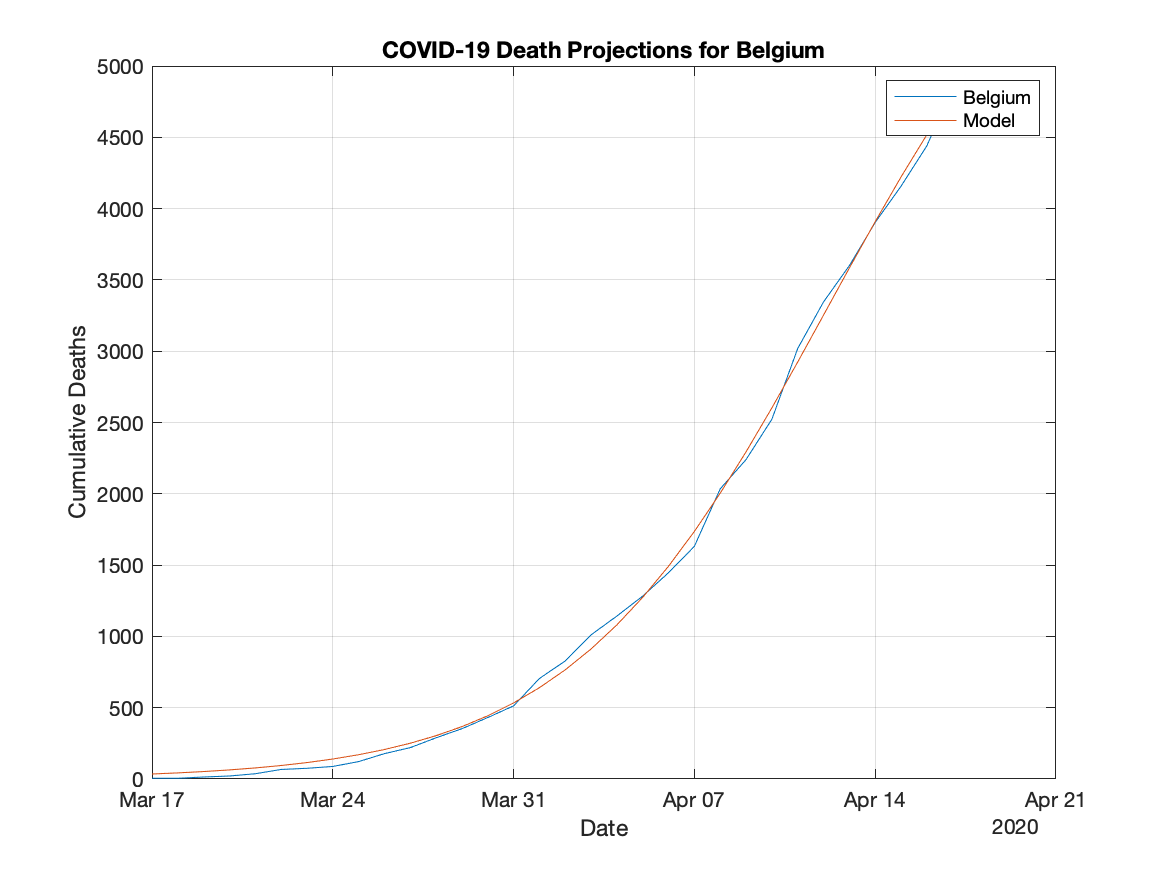 COVID-19 Death Projections for Belgium
5000
4500
4000
3500
3000
2500
2000
1500
1000
500
0
Cumulative Deaths
Belgium
Model
Mar 17 Mar 24 Mar 31 Apr 07 Apr 14 Apr 21
Date
2020